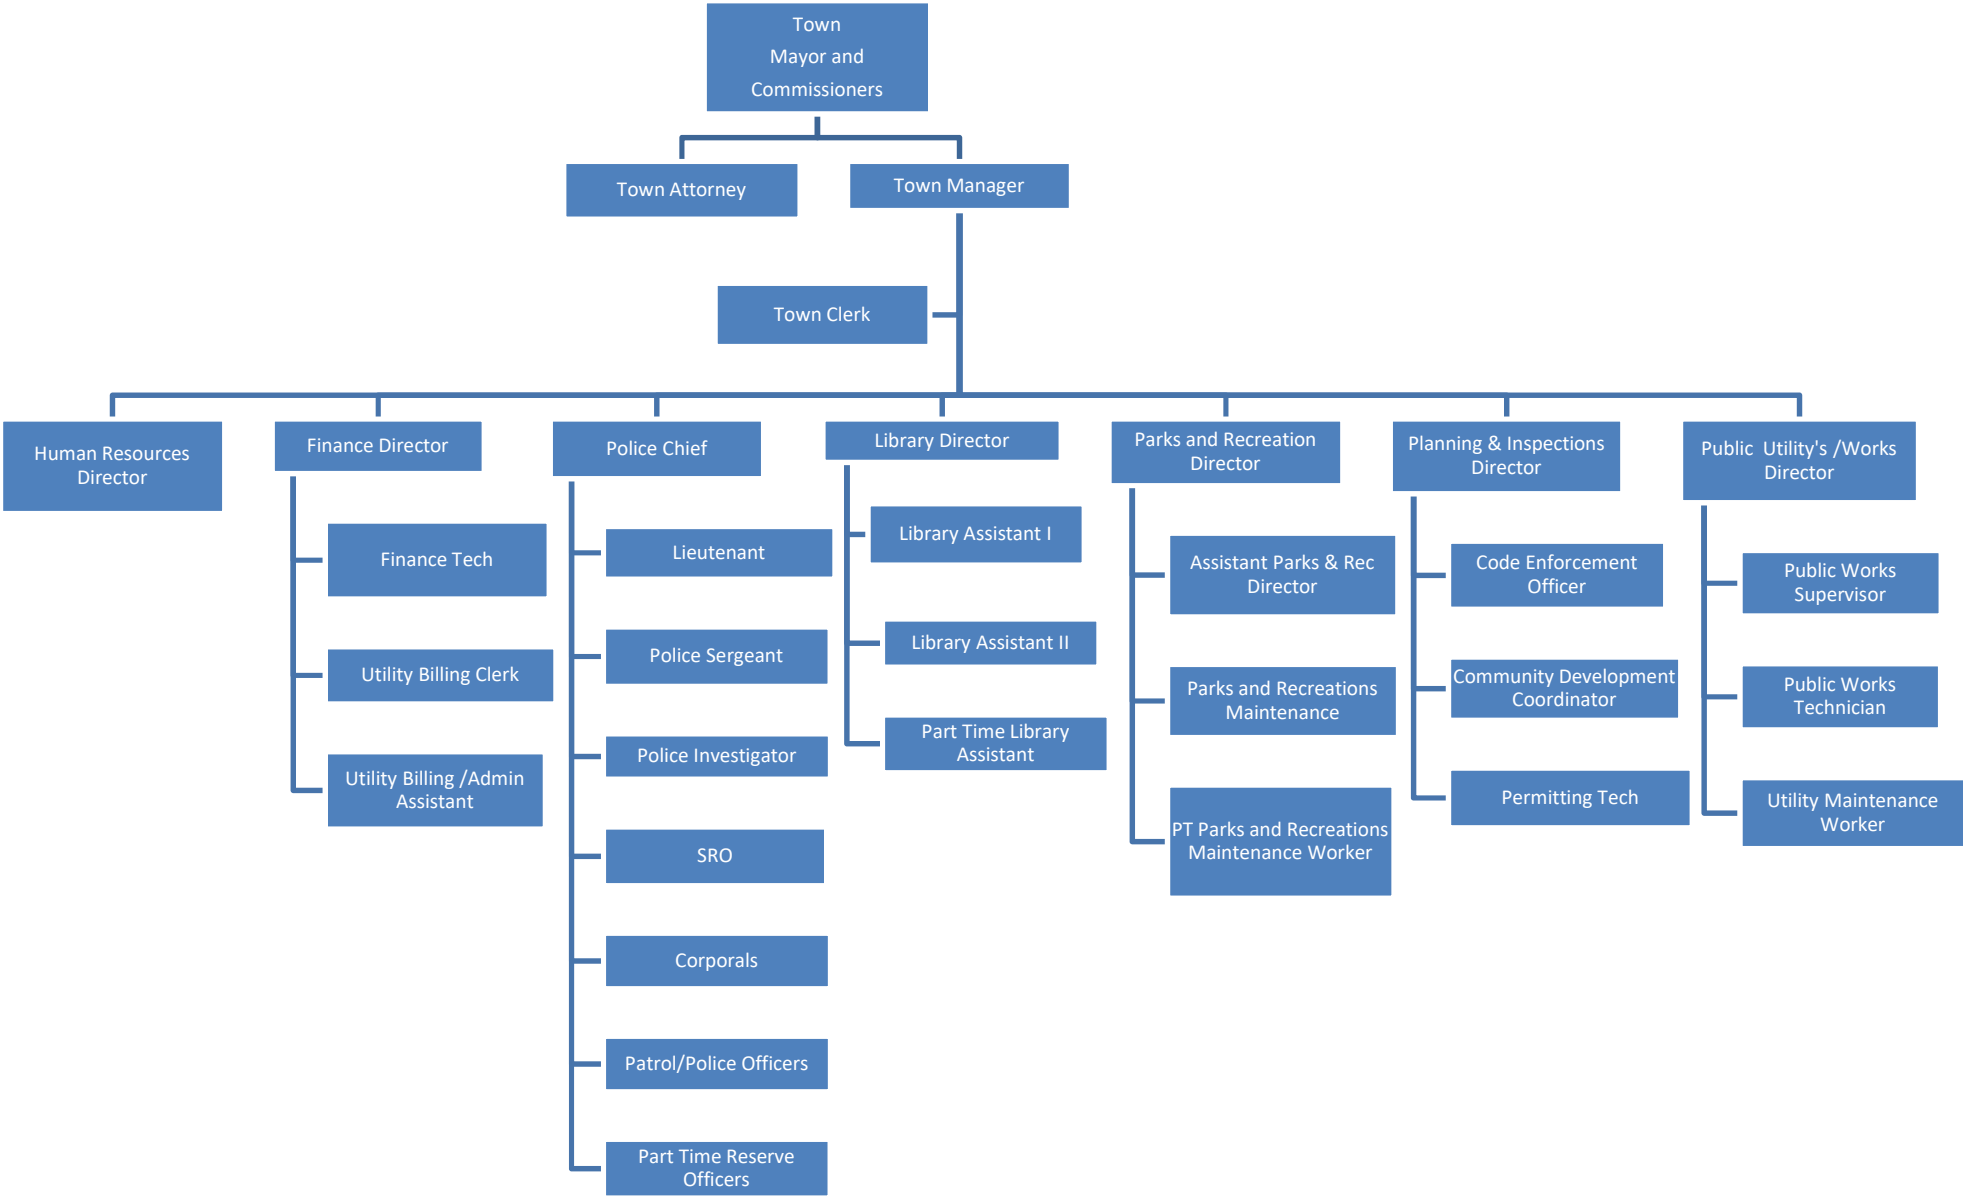 Town
Mayor and
Commissioners
Town Attorney
Town Manager
Town Clerk
Human Resources
Director
Finance Director
Finance Tech
Utility Billing Clerk
Utility Billing /Admin
Assistant
Police Chief
Lieutenant
Police Sergeant
Police Investigator
SRO
Corporals
Patrol/Police Officers
Part Time Reserve
Officers
Library Director
Library Assistant I
Library Assistant II
Part Time Library
Assistant
Parks and Recreation
Director
Assistant Parks & Rec
Director
Parks and Recreations
Maintenance
PT Parks and Recreations
Maintenance Worker
Planning & Inspections
Director
Code Enforcement
Officer
Community Development
Coordinator
Permitting Tech
Public  Utility's /Works
Director
Public Works
Supervisor
Public Works
Technician
Utility Maintenance
Worker